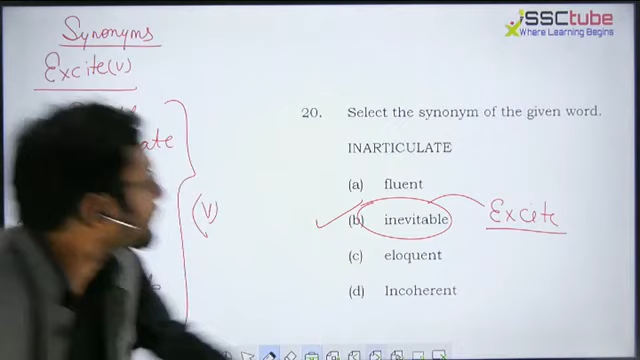 Synonyms
SSCtube
Where Learning Begins
Excite (v)
ate
(v)
20. Select the synonym of the given word.
INARTICULATE
(a) fluent
(b) inevitable
Excite
(c) eloquent
(d) Incoherent